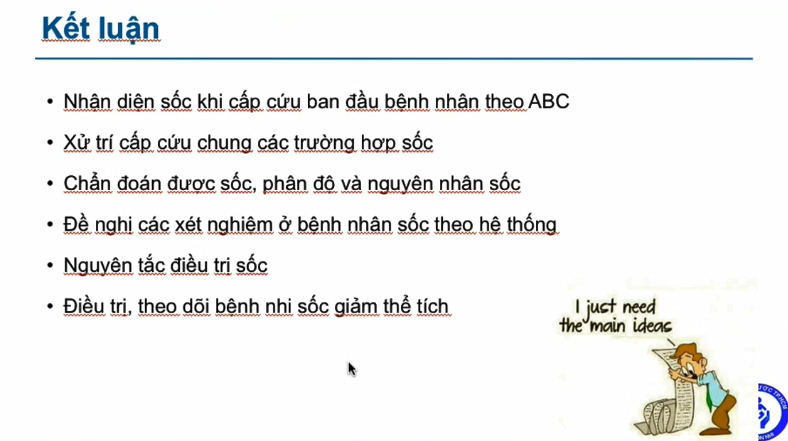 Kết luận
• Nhận diện sốc khi cấp cứu ban đầu bệnh nhân theo ABC
• Xử trí cấp cứu chung các trường hợp sốc
• Chẩn đoán được sốc, phân độ và nguyên nhân sốc
• Đề nghị các xét nghiệm ở bệnh nhân sốc theo hệ thống
• Nguyên tắc điều trị sốc
• Điều trị, theo dõi bệnh nhi sốc giảm thể tích
I just need
the main ideas